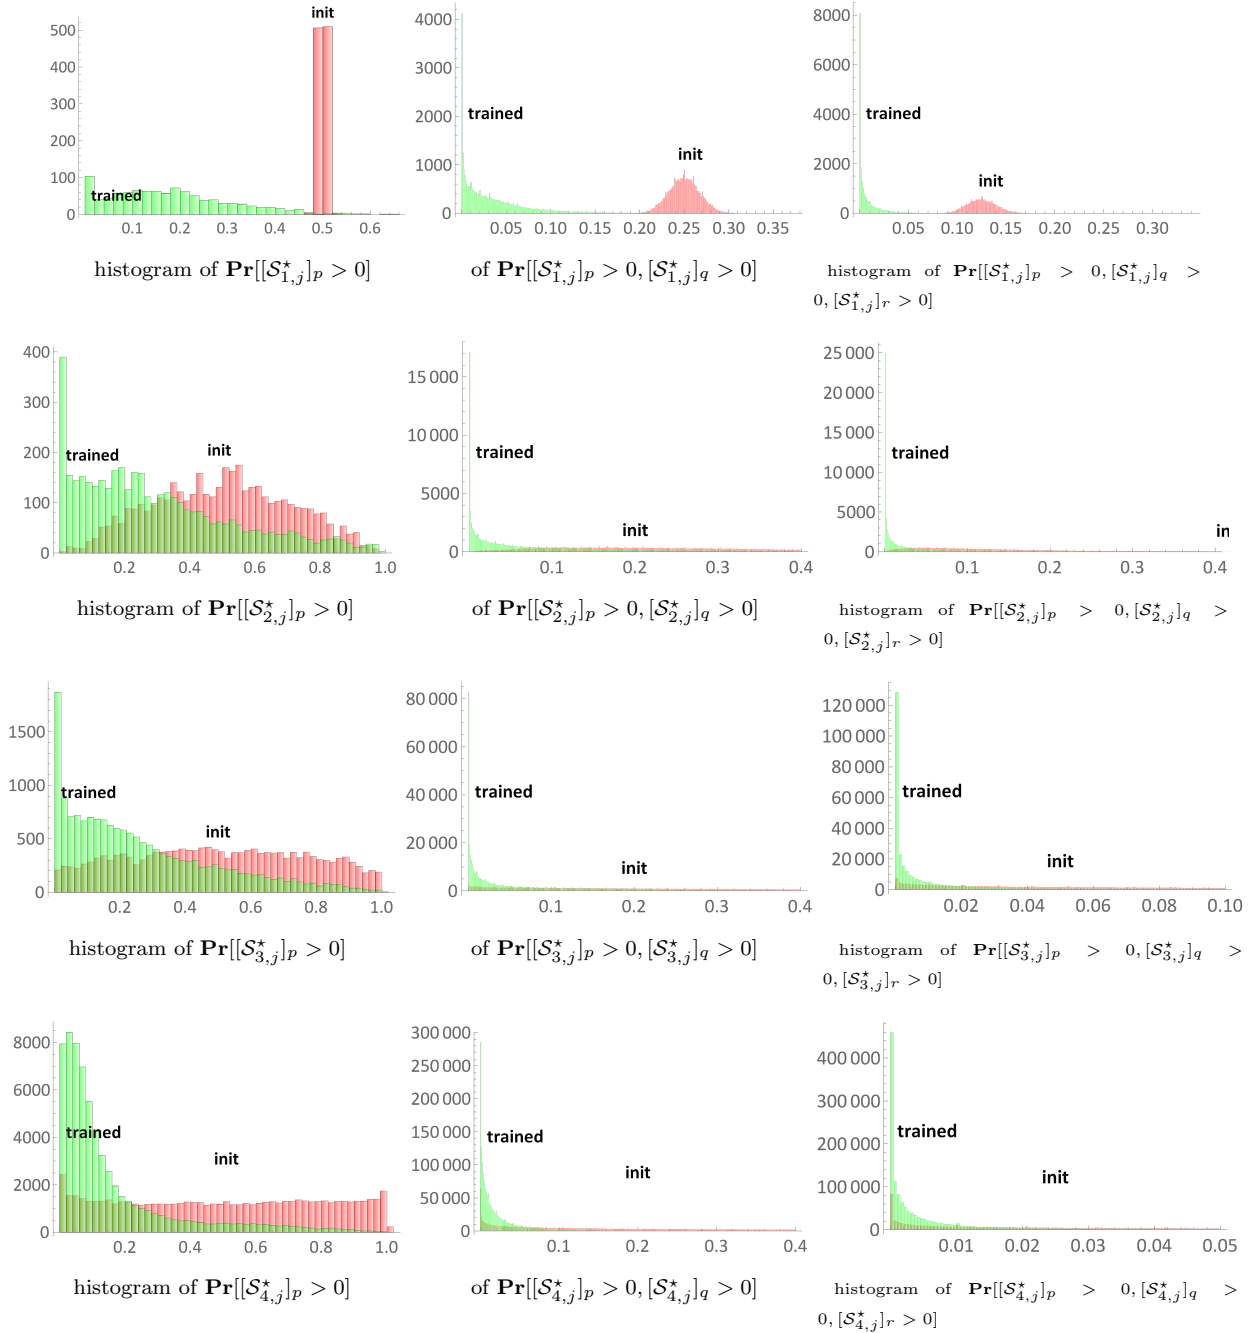 init
500
400
300
200
100
0
trained
0.1 0.2 0.3 0.4 0.5 0.6
histogram of Pr[[S⋆1,j]p > 0]
4000
3000
2000
1000
0
trained
init
0.05 0.10 0.15 0.20 0.25 0.30 0.35
of Pr[[S⋆1,j]p > 0, [S⋆1,j]q > 0]
8000
6000
4000
2000
0
trained
init
0.05 0.10 0.15 0.20 0.25 0.30
histogram of Pr[[S⋆1,j]p > 0, [S⋆1,j]q >
0, [S⋆1,j]r > 0]
400
300
200
100
0
trained
init
0.2 0.4 0.6 0.8 1.0
histogram of Pr[[S⋆2,j]p > 0]
15 000
10 000
5000
0
trained
init
0.1 0.2 0.3 0.4
of Pr[[S⋆2,j]p > 0, [S⋆2,j]q > 0]
25 000
20 000
15 000
10 000
5000
0
trained
in
0.1 0.2 0.3 0.4
histogram of Pr[[S⋆2,j]p > 0, [S⋆2,j]q >
0, [S⋆2,j]r > 0]
1500
1000
500
0
trained
init
0.2 0.4 0.6 0.8 1.0
histogram of Pr[[S⋆3,j]p > 0]
80 000
60 000
40 000
20 000
0
trained
init
0.1 0.2 0.3 0.4
of Pr[[S⋆3,j]p > 0, [S⋆3,j]q > 0]
120 000
100 000
80 000
60 000
40 000
20 000
0
trained
init
0.02 0.04 0.06 0.08 0.10
histogram of Pr[[S⋆3,j]p > 0, [S⋆3,j]q >
0, [S⋆3,j]r > 0]
8000
6000
4000
2000
0
trained
init
0.2 0.4 0.6 0.8 1.0
histogram of Pr[[S⋆4,j]p > 0]
300 000
250 000
200 000
150 000
100 000
50 000
0
trained
init
0.1 0.2 0.3 0.4
of Pr[[S⋆4,j]p > 0, [S⋆4,j]q > 0]
400 000
300 000
200 000
100 000
0
trained
init
0.01 0.02 0.03 0.04 0.05
histogram of Pr[[S⋆4,j]p > 0, [S⋆4,j]q >
0, [S⋆4,j]r > 0]